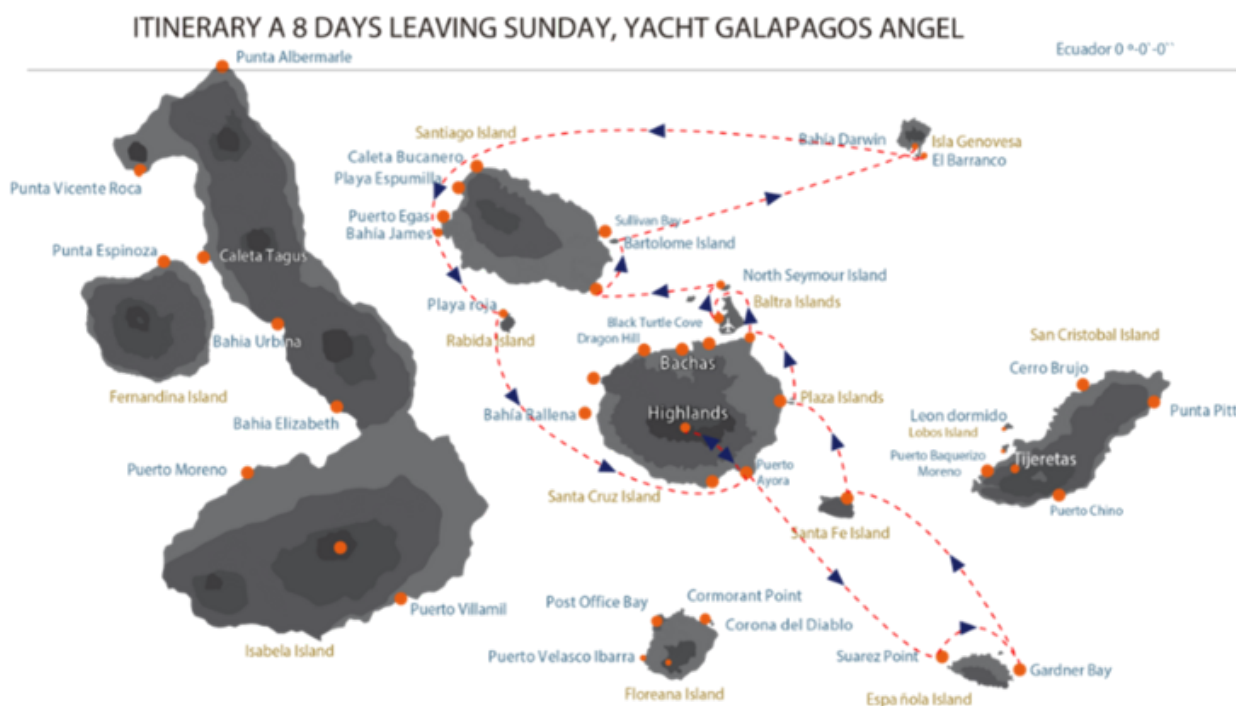 ITINERARY A 8 DAYS LEAVING SUNDAY, YACHT GALAPAGOS ANGEL
Ecuador 0 º-0`-0``
Punta Albermarle
Santiago Island
Bahía Darwin
Isla Genovesa
El Barranco
Caleta Bucanero
Playa Espumilla
Punta Vicente Roca
Puerto Egas
Bahía James
Sullivan Bay
Bartolome Island
Punta Espinoza
Caleta Tagus
North Seymour Island
Playa roja
Baltra Islands
Black Turtle Cove
Dragon Hill
Rabida Island
Bahia Urbina
San Cristobal Island
Bachas
Cerro Brujo
Fernandina Island
Plaza Islands
Punta Pitt
Bahia Elizabeth
Bahía Ballena
Highlands
Leon dormido
Lobos Island
Puerto Baquerizo
Moreno
Tijeretas
Puerto Moreno
Puerto
Ayora
Santa Cruz Island
Puerto Chino
Santa Fe Island
Post Office Bay
Cormorant Point
Puerto Villamil
Corona del Diablo
Isabela Island
Puerto Velasco Ibarra
Suarez Point
Gardner Bay
Floreana Island
Española Island